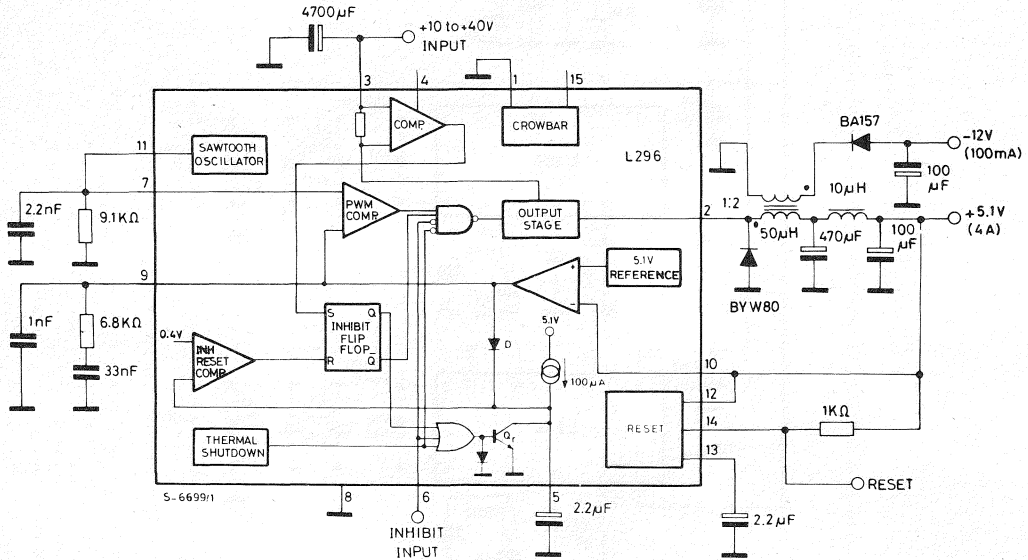 4700µF
+10 to +40V
INPUT
3
4
1
15
COMP
CROWBAR
BA157
-12V
(100mA)
11
SAWTOOTH
OSCILLATOR
L296
100
µF
10µH
7
PWM
COMP.
1:2
2.2nF
9.1KΩ
OUTPUT
STAGE
2
+5.1V
(4A)
50µH
470µF
100
µF
9
5.1V
REFERENCE
+
-
BYW80
1nF
6.8KΩ
S
Q
INHIBIT
FLIP
FLOP
R
Q
5.1V
0.4V
INH
RESET
COMP
D
33nF
100µA
10
12
1KΩ
RESET
14
THERMAL
SHUTDOWN
Qr
13
S-6699/1
8
6
5
RESET
2.2µF
2.2µF
INHIBIT
INPUT